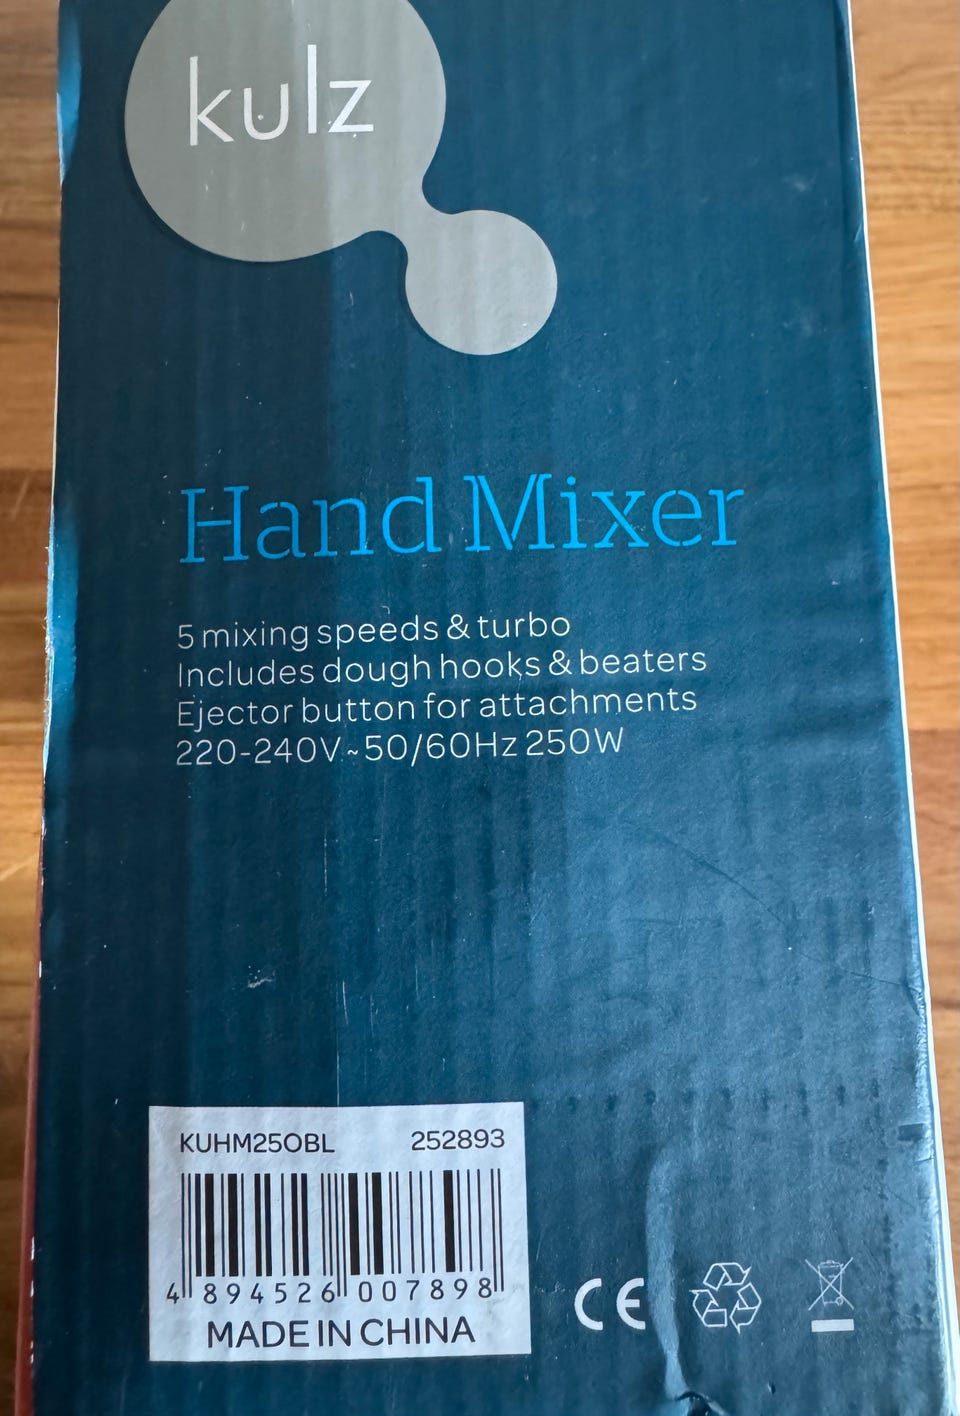 kulz
Hand Mixer
5 mixing speeds & turbo
Includes dough hooks & beaters
Ejector button for attachments
220-240V~50/60Hz 250W
KUHM250BL 252893
4 894526 007898
MADE IN CHINA
CE